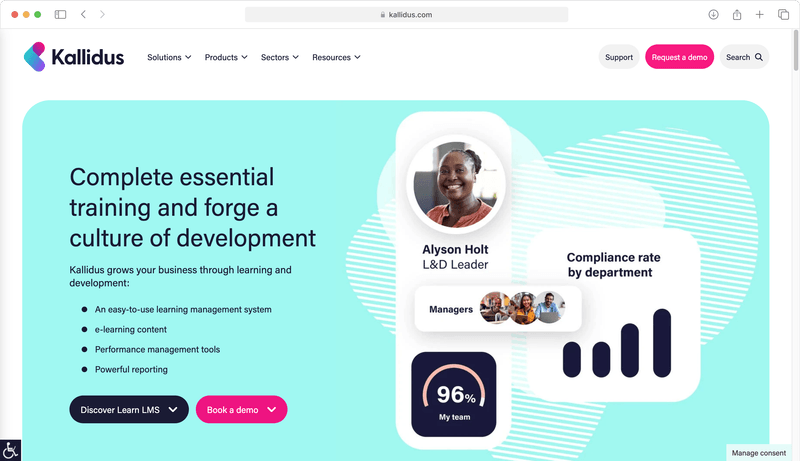 kallidus.com
Kallidus
Solutions Products Sectors Resources
Support Request a demo Search
Complete essential
training and forge a
culture of development
Kallidus grows your business through learning and
development:
An easy-to-use learning management system
e-learning content
Performance management tools
Powerful reporting
Discover Learn LMS Book a demo
Alyson Holt
L&D Leader
Managers
96%
My team
Compliance rate
by department
Manage consent